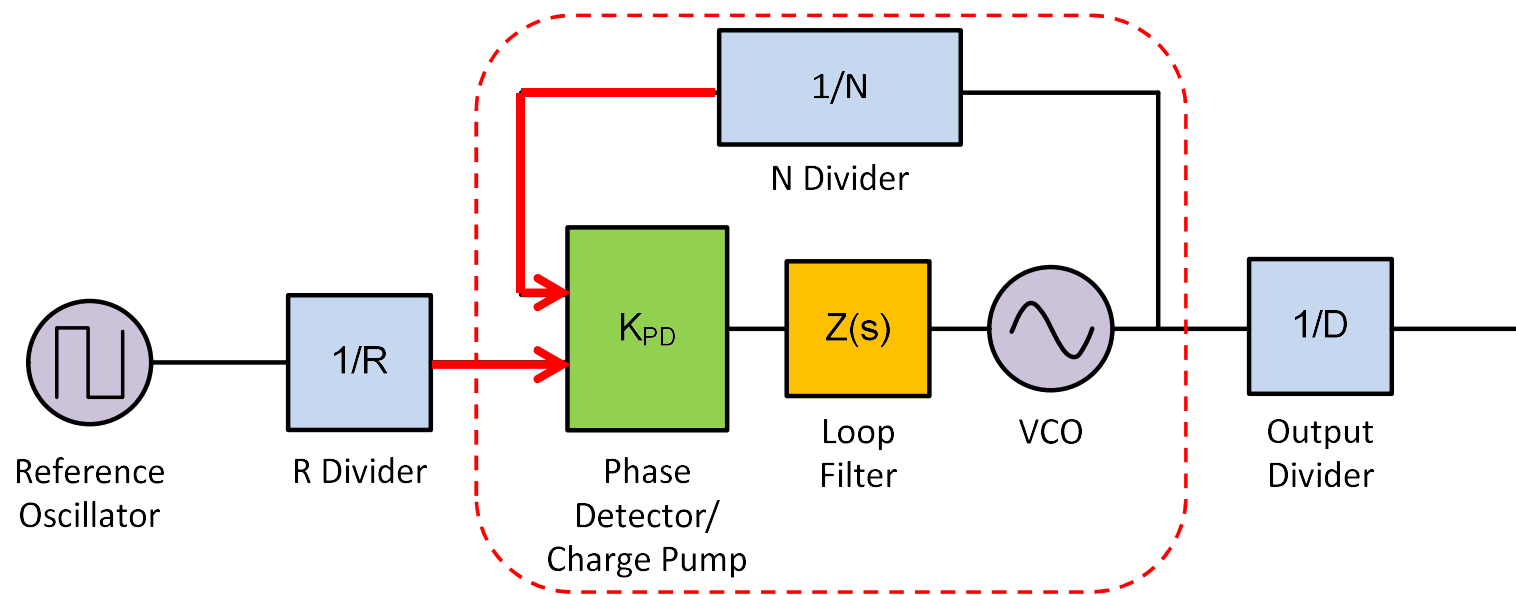 1/N
N Divider
1/R
K_PD
Z(s)
1/D
Reference
Oscillator
R Divider
Phase
Detector/
Charge Pump
Loop
Filter
VCO
Output
Divider